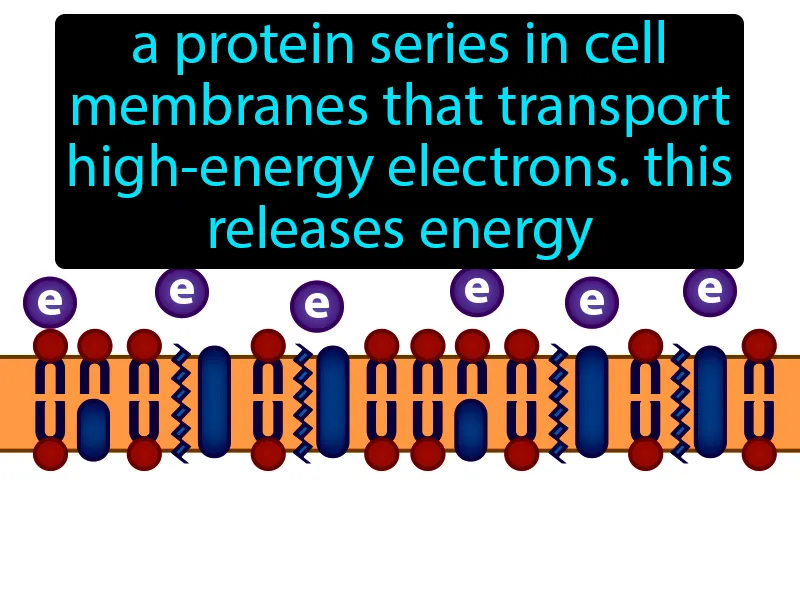 a protein series in cell
membranes that transport
high-energy electrons. this
releases energy
e e e e e e